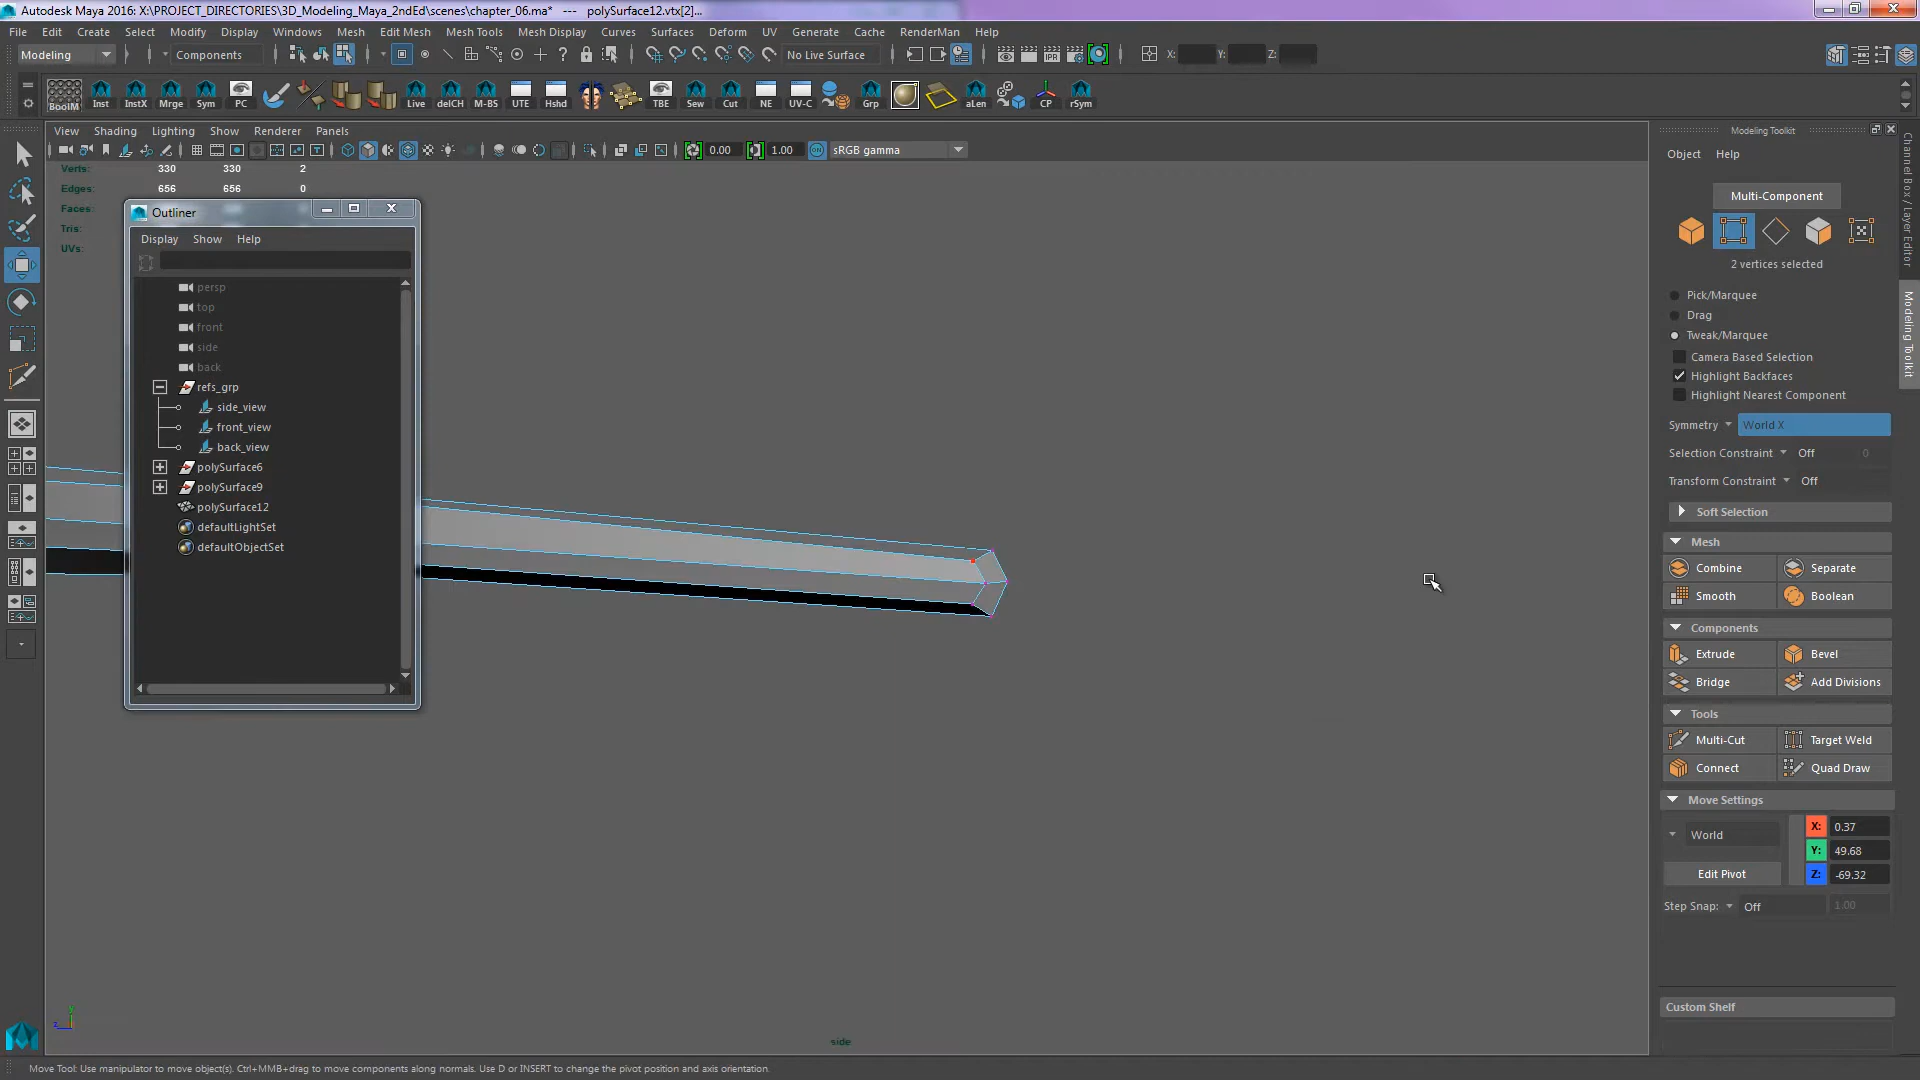 Autodesk Maya 2016: X:\PROJECT_DIRECTORIES\3D_Modeling_Maya_2ndEd\scenes\chapter_06.ma* --- polySurface12.vtx[2]...
File Edit Create Select Modify Display Windows Mesh Edit Mesh Mesh Tools Mesh Display Curves Surfaces Deform UV Generate Cache RenderMan Help
Modeling Components No Live Surface X: Y: Z:
BoolM Inst InstX Mrge Sym PC Live delCH M-BS UTE Hshd TBE Sew Cut NE UV-C Grp aLen CP rSym
View Shading Lighting Show Renderer Panels
0.00 1.00 sRGB gamma
Verts: 330 330 2
Edges: 656 656 0
Faces:
Tris:
UVs:
Outliner
Display Show Help
persp
top
front
side
back
refs_grp
side_view
front_view
back_view
polySurface6
polySurface9
polySurface12
defaultLightSet
defaultObjectSet
side
Modeling Toolkit
Object Help
Multi-Component
2 vertices selected
Pick/Marquee
Drag
Tweak/Marquee
Camera Based Selection
Highlight Backfaces
Highlight Nearest Component
Symmetry World X
Selection Constraint Off 0
Transform Constraint Off
Soft Selection
Mesh
Combine Separate
Smooth Boolean
Components
Extrude Bevel
Bridge Add Divisions
Tools
Multi-Cut Target Weld
Connect Quad Draw
Move Settings
World X: 0.37
Y: 49.68
Edit Pivot Z: -69.32
Step Snap: Off 1.00
Custom Shelf
Channel Box / Layer Editor
Modeling Toolkit
Move Tool: Use manipulator to move object(s). Ctrl+MMB+drag to move components along normals. Use D or INSERT to change the pivot position and axis orientation.